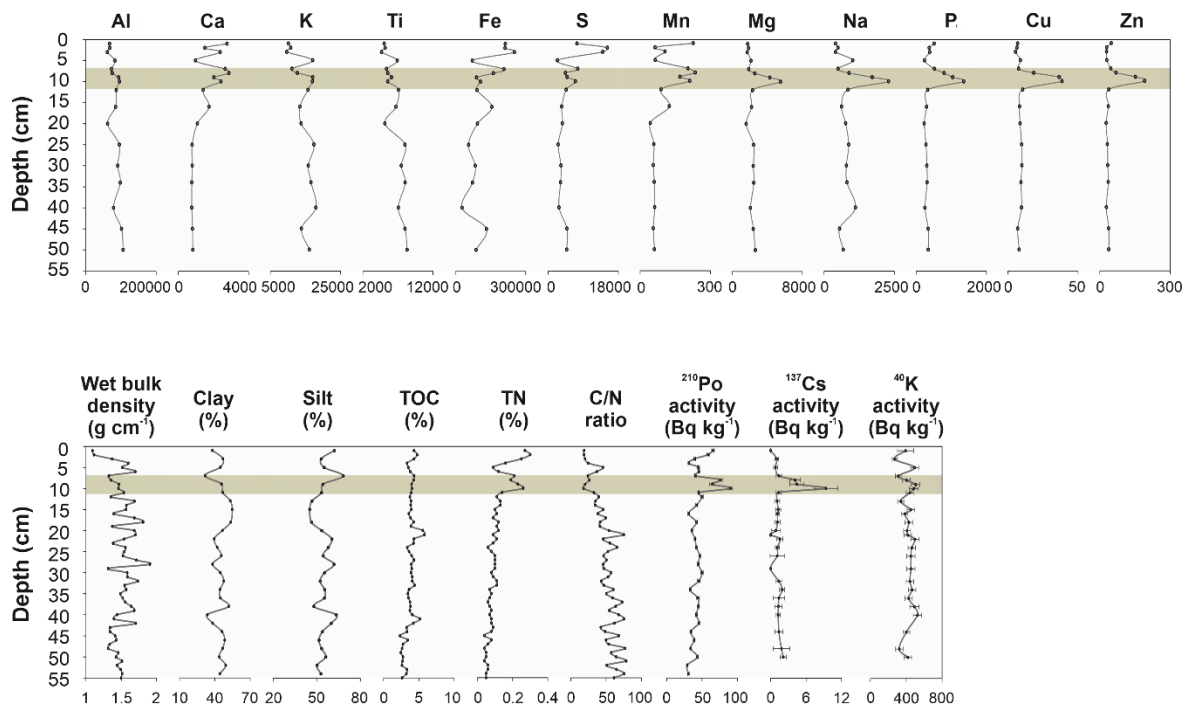 Al Ca K Ti Fe S Mn Mg Na P Cu Zn
0
5
10
15
20
25
30
35
40
45
50
55
Depth (cm)
0 200000 0 4000 5000 25000 2000 12000 0 300000 0 18000 0 300 0 8000 0 2500 0 2000 0 50 0 300
Wet bulk density (g cm⁻¹)
Clay (%)
Silt (%)
TOC (%)
TN (%)
C/N ratio
²¹⁰Po activity (Bq kg⁻¹)
¹³⁷Cs activity (Bq kg⁻¹)
⁴⁰K activity (Bq kg⁻¹)
0
5
10
15
20
25
30
35
40
45
50
55
Depth (cm)
1 1.5 2 10 40 70 20 50 80 0 5 10 0 0.2 0.4 0 50 100 0 50 100 0 6 12 0 400 800